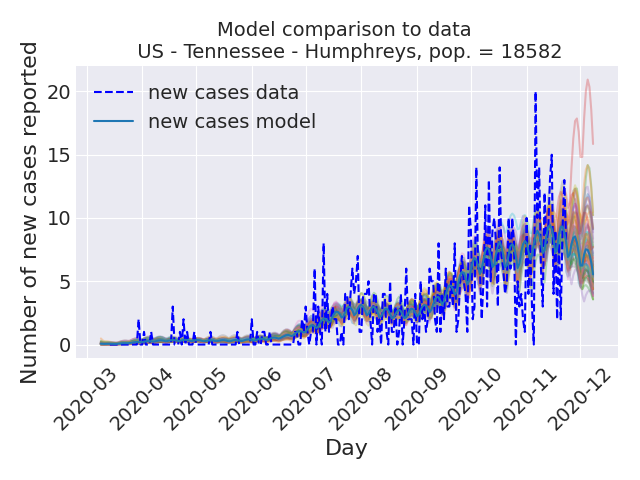 Model comparison to data
US - Tennessee - Humphreys, pop. = 18582
Number of new cases reported
20
15
10
5
0
new cases data
new cases model
2020-03
2020-04
2020-05
2020-06
2020-07
2020-08
2020-09
2020-10
2020-11
2020-12
Day